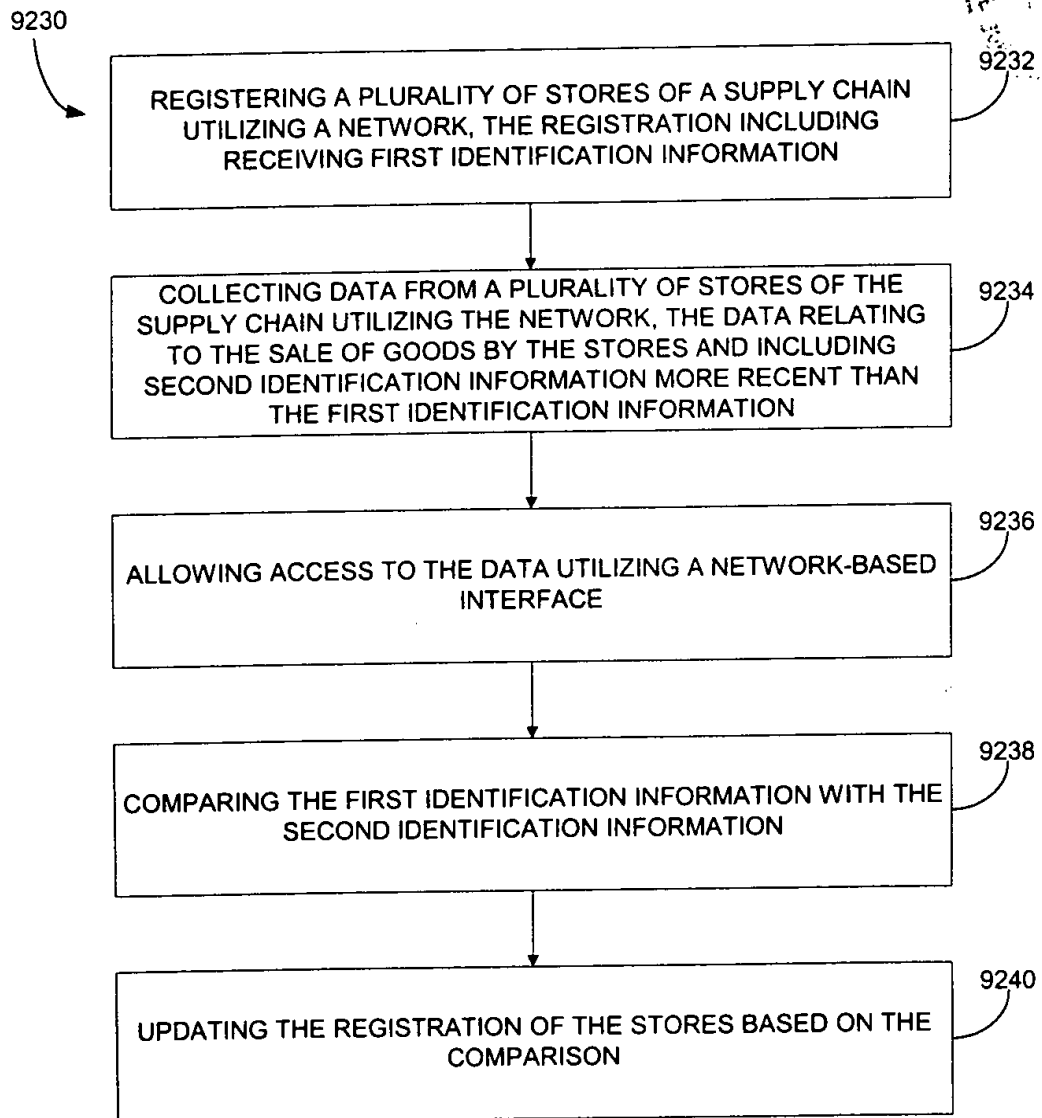 9230
9232
REGISTERING A PLURALITY OF STORES OF A SUPPLY CHAIN
UTILIZING A NETWORK, THE REGISTRATION INCLUDING
RECEIVING FIRST IDENTIFICATION INFORMATION
9234
COLLECTING DATA FROM A PLURALITY OF STORES OF THE
SUPPLY CHAIN UTILIZING THE NETWORK, THE DATA RELATING
TO THE SALE OF GOODS BY THE STORES AND INCLUDING
SECOND IDENTIFICATION INFORMATION MORE RECENT THAN
THE FIRST IDENTIFICATION INFORMATION
9236
ALLOWING ACCESS TO THE DATA UTILIZING A NETWORK-BASED
INTERFACE
9238
COMPARING THE FIRST IDENTIFICATION INFORMATION WITH THE
SECOND IDENTIFICATION INFORMATION
9240
UPDATING THE REGISTRATION OF THE STORES BASED ON THE
COMPARISON